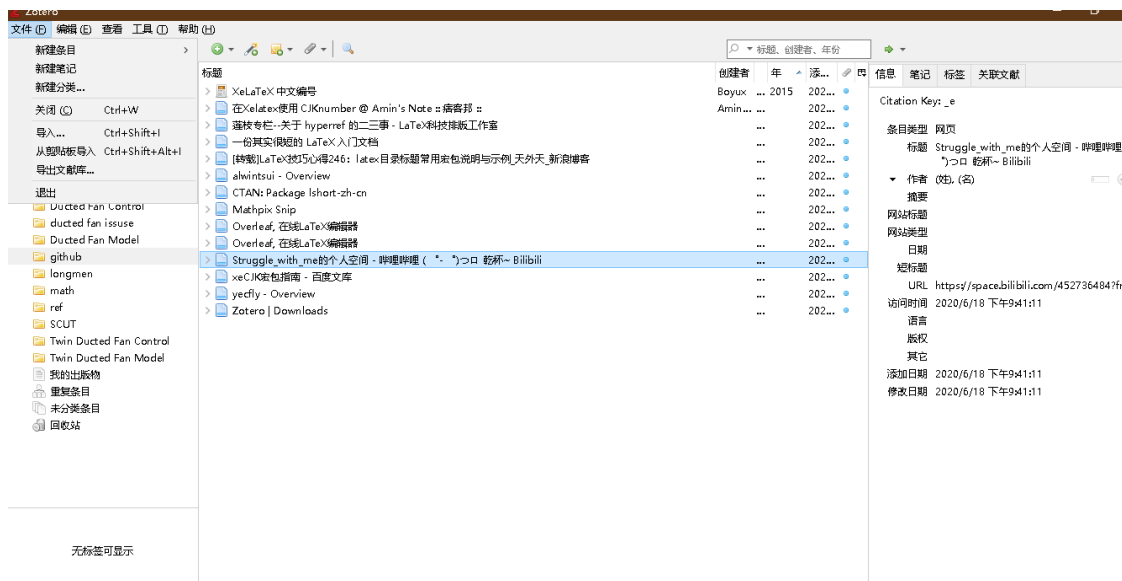 Zotero
文件 (F) 编辑 (E) 查看 工具 (T) 帮助 (H)
新建条目
新建笔记
新建分类...
关闭 (C) Ctrl+W
导入... Ctrl+Shift+I
从剪贴板导入 Ctrl+Shift+Alt+I
导出文献库...
退出
Ducted Fan Control
ducted fan issuse
Ducted Fan Model
github
longmen
math
ref
SCUT
Twin Ducted Fan Control
Twin Ducted Fan Model
我的出版物
重复条目
未分类条目
回收站
无标签可显示
标题、创建者、年份
标题 创建者 年 添...
XeLaTeX 中文编号 Boyux ... 2015 202...
在Xelatex使用 CJKnumber @ Amin's Note :: 痞客邦 :: Amin... ... 202...
莲枝专栏--关于 hyperref 的二三事 - LaTeX科技排版工作室 ... 202...
一份其实很短的 LaTeX 入门文档 ... 202...
[转载]LaTeX技巧心得246：latex目录标题常用宏包说明与示例_天外天_新浪博客 ... 202...
alwintsui - Overview ... 202...
CTAN: Package lshort-zh-cn ... 202...
Mathpix Snip ... 202...
Overleaf, 在线LaTeX编辑器 ... 202...
Overleaf, 在线LaTeX编辑器 ... 202...
Struggle_with_me的个人空间 - 哔哩哔哩 ( ゜- ゜)つロ 乾杯~ Bilibili ... 202...
xeCJK宏包指南 - 百度文库 ... 202...
yecfly - Overview ... 202...
Zotero | Downloads ... 202...
信息 笔记 标签 关联文献
Citation Key: _e
条目类型 网页
标题 Struggle_with_me的个人空间 - 哔哩哔哩
゜)つロ 乾杯~ Bilibili
作者 (姓), (名)
摘要
网站标题
网站类型
日期
短标题
URL https://space.bilibili.com/452736484?fr
访问时间 2020/6/18 下午9:41:11
语言
版权
其它
添加日期 2020/6/18 下午9:41:11
修改日期 2020/6/18 下午9:41:11